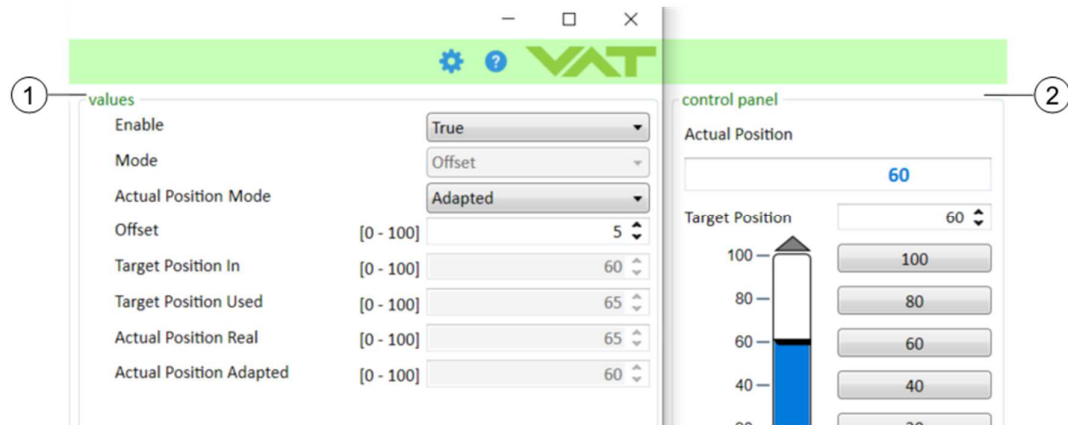 VAT
1
values
Enable
True
Mode
Offset
Actual Position Mode
Adapted
Offset [0 - 100] 5
Target Position In [0 - 100] 60
Target Position Used [0 - 100] 65
Actual Position Real [0 - 100] 65
Actual Position Adapted [0 - 100] 60
2
control panel
Actual Position
60
Target Position 60
100 100
80 80
60 60
40 40